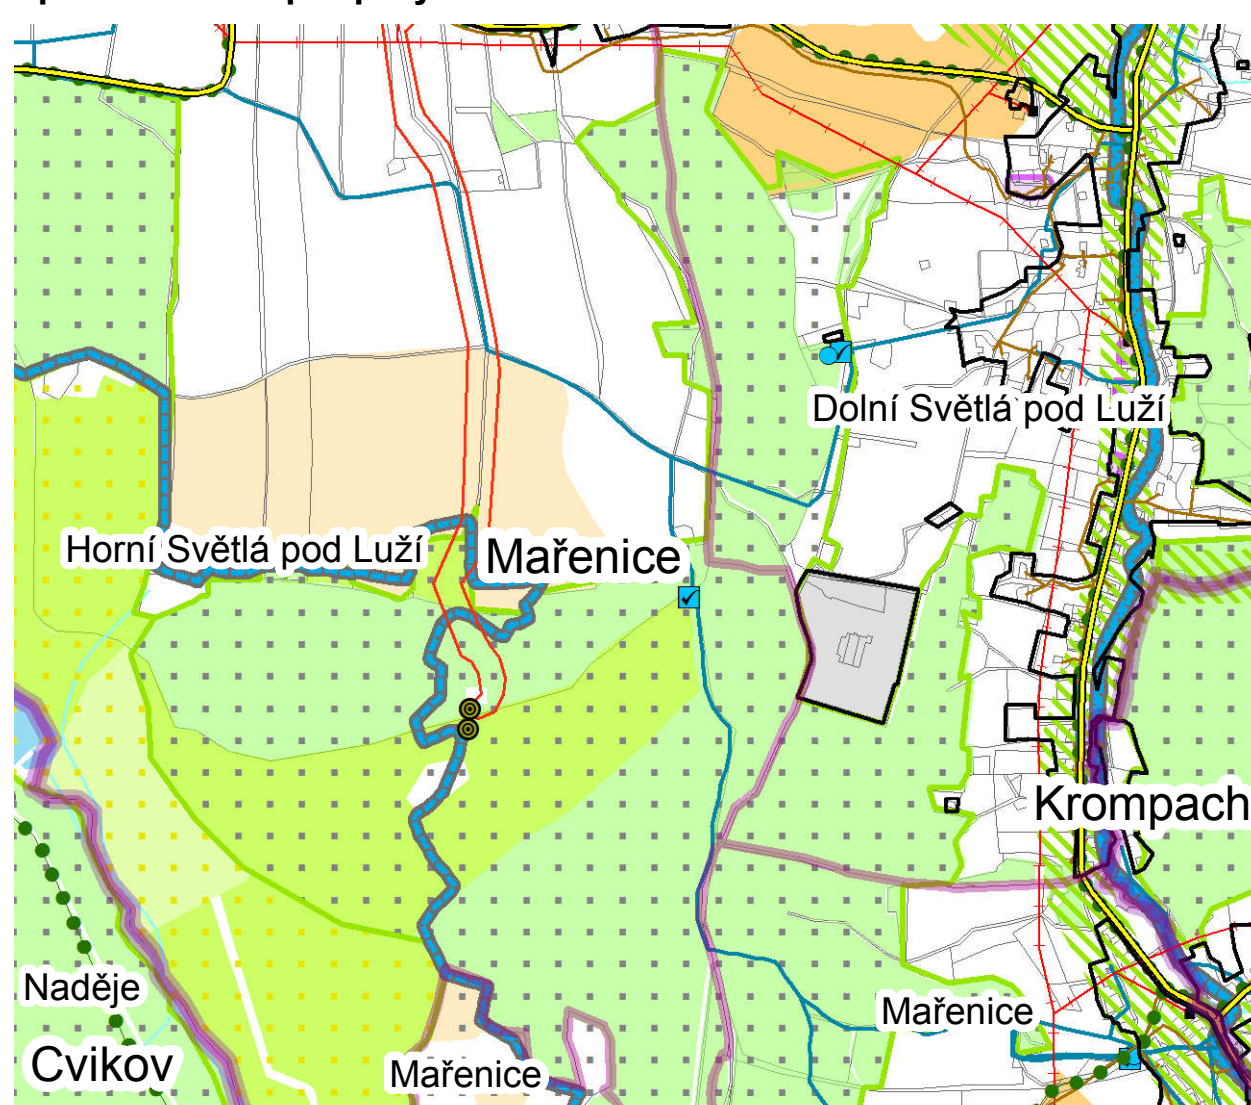 Dolní Světlá pod Luží
Horní Světlá pod Luží
Mařenice
Krompach
Naděje
Mařenice
Cvikov
Mařenice